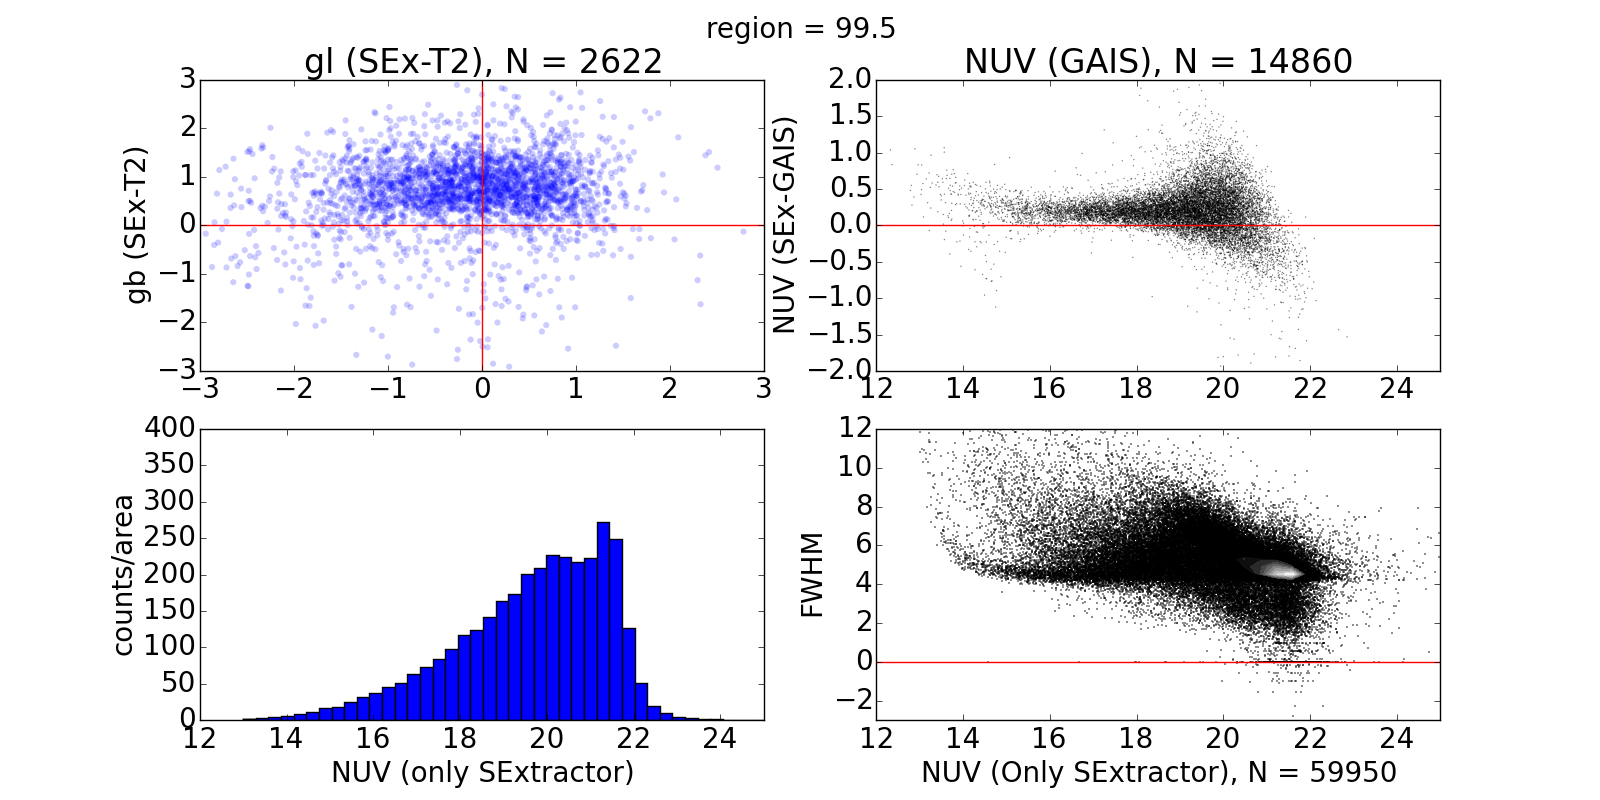 region = 99.5
gl (SEx-T2), N = 2622
NUV (GAIS), N = 14860
gb (SEx-T2)
3
2
1
0
−1
−2
−3
−3 −2 −1 0 1 2 3
NUV (SEx-GAIS)
2.0
1.5
1.0
0.5
0.0
−0.5
−1.0
−1.5
−2.0
12 14 16 18 20 22 24
counts/area
400
350
300
250
200
150
100
50
0
12 14 16 18 20 22 24
NUV (only SExtractor)
FWHM
12
10
8
6
4
2
0
−2
12 14 16 18 20 22 24
NUV (Only SExtractor), N = 59950